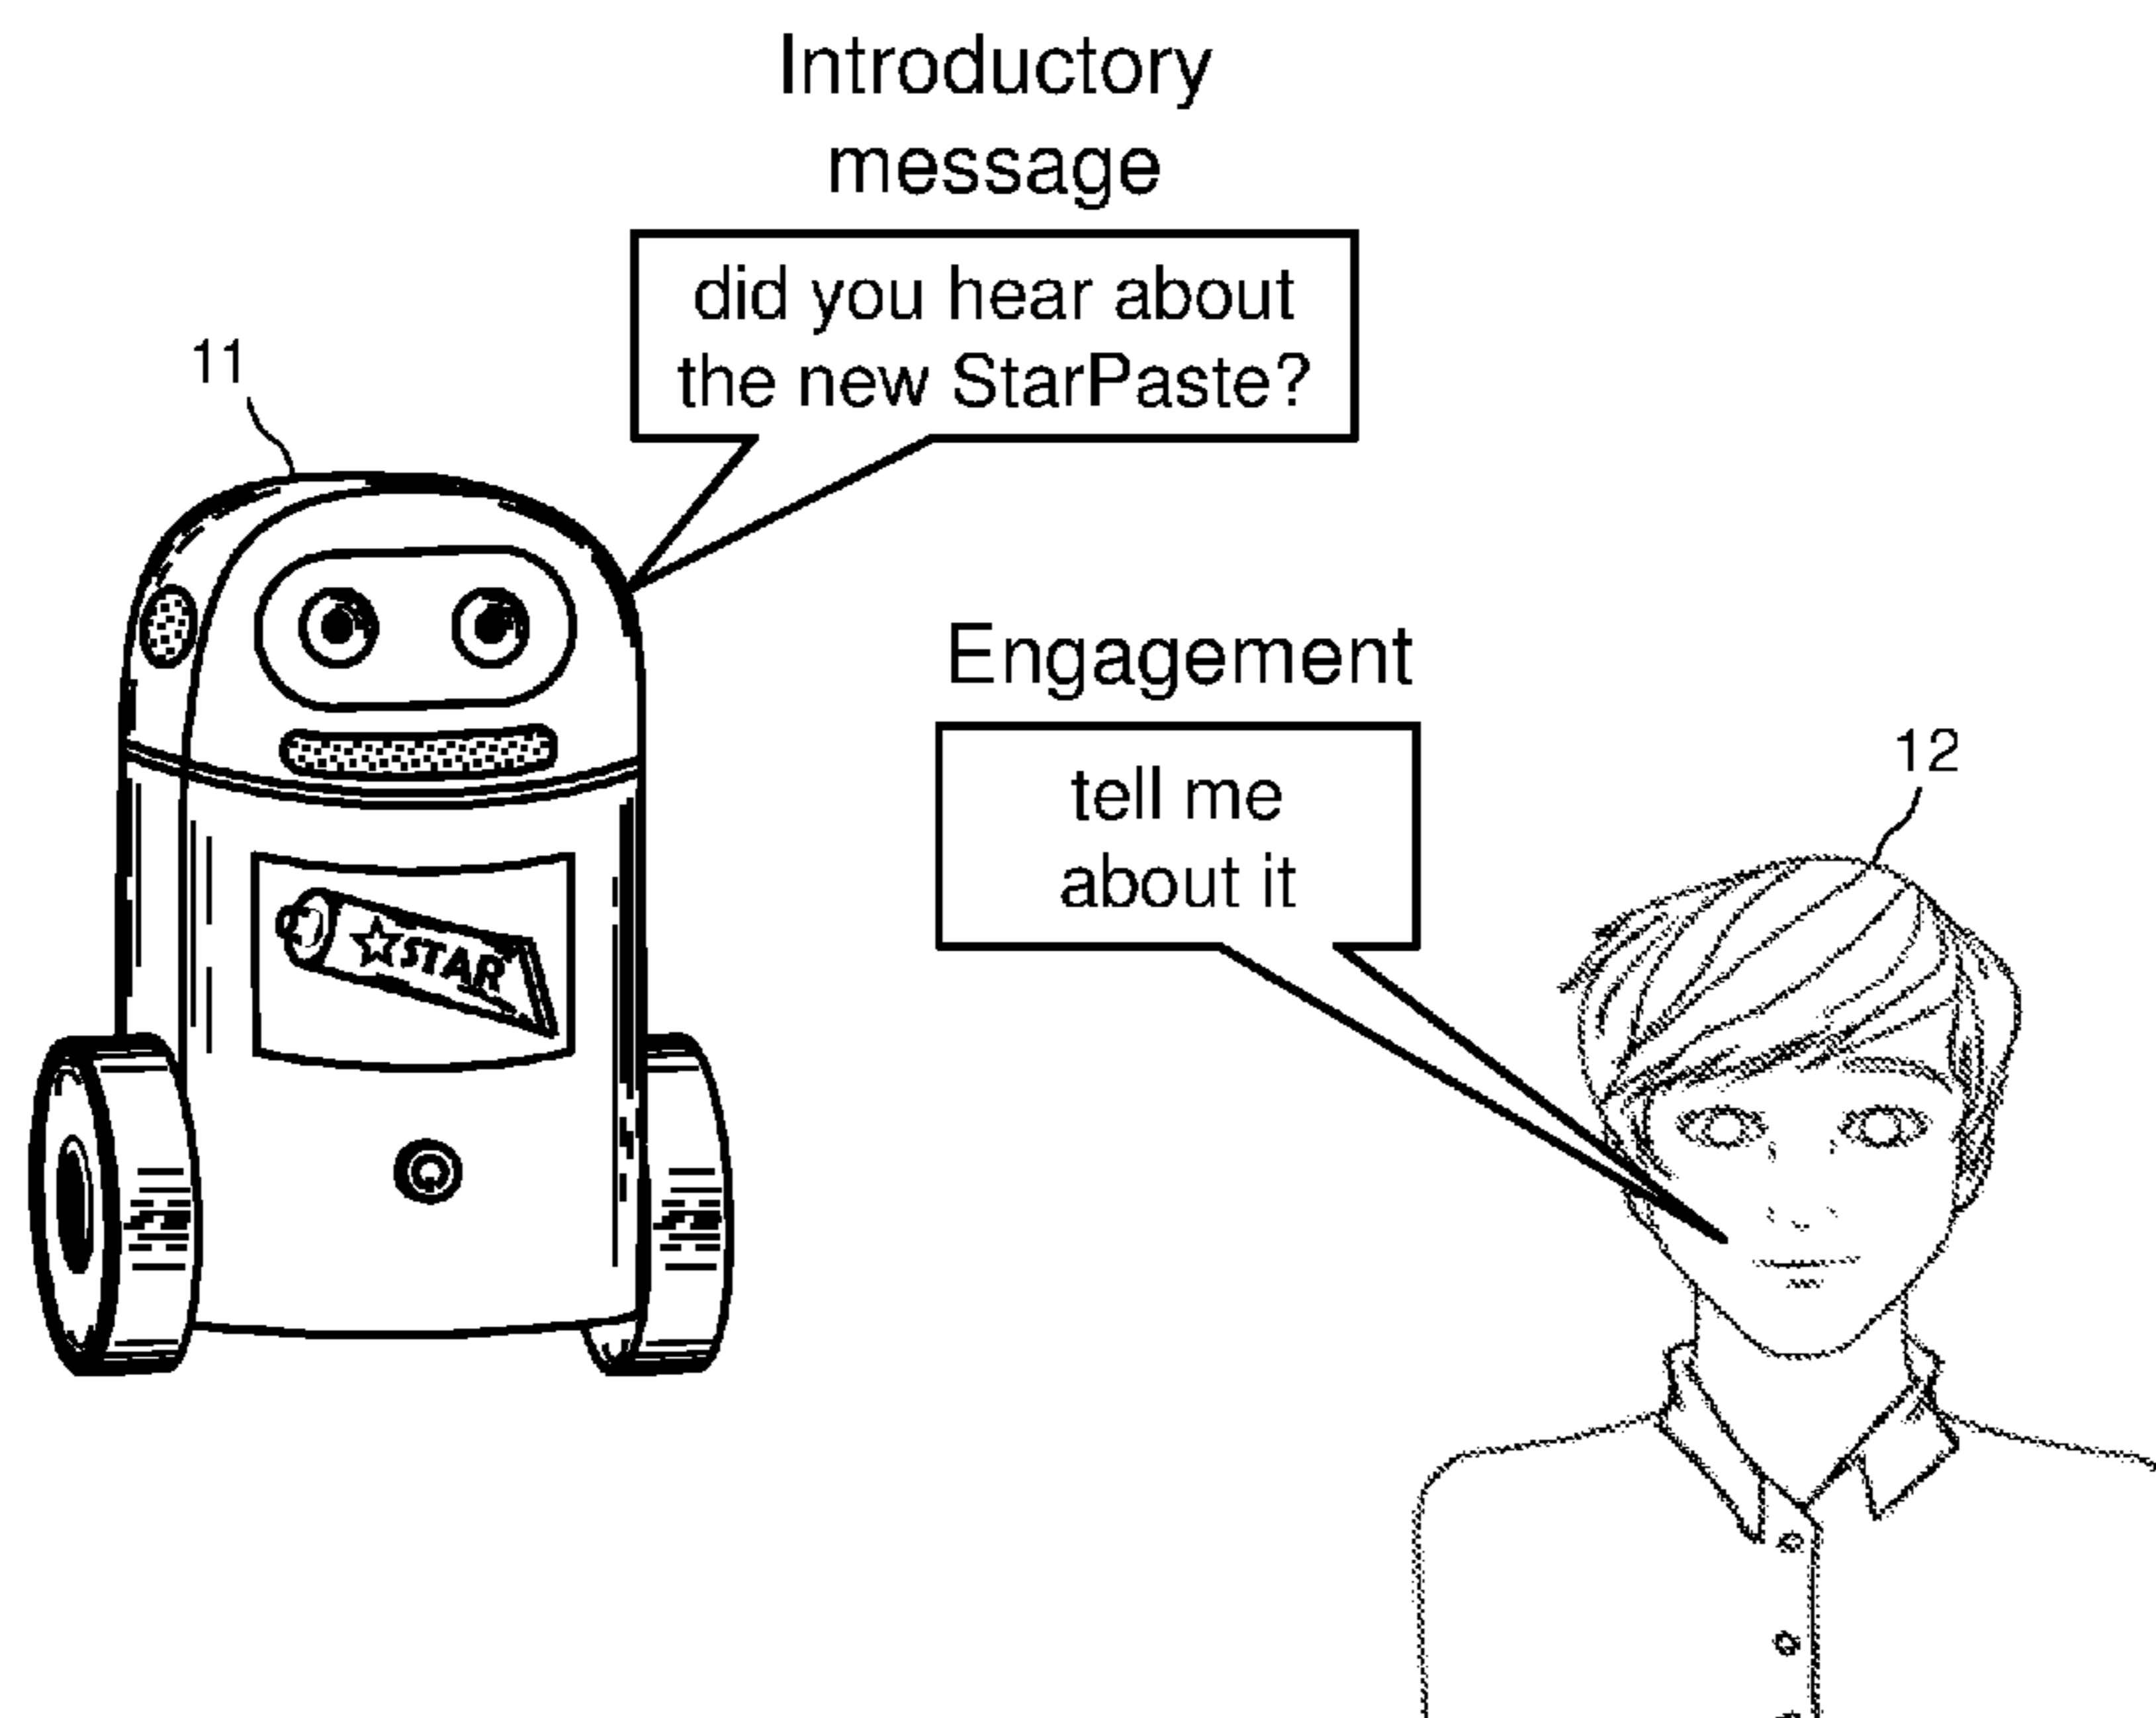 Introductory
message
did you hear about
the new StarPaste?
11
Engagement
tell me
about it
12
STAR